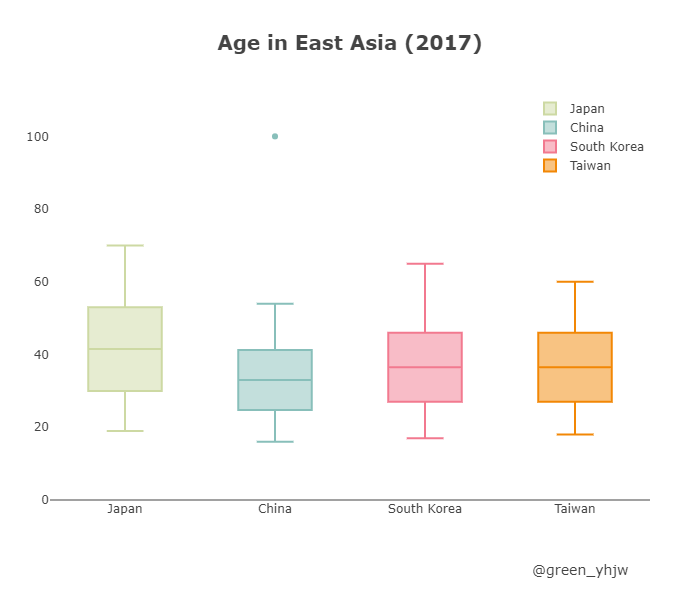 Age in East Asia (2017)
Japan
China
South Korea
Taiwan
100
80
60
40
20
0
Japan
China
South Korea
Taiwan
@green_yhjw